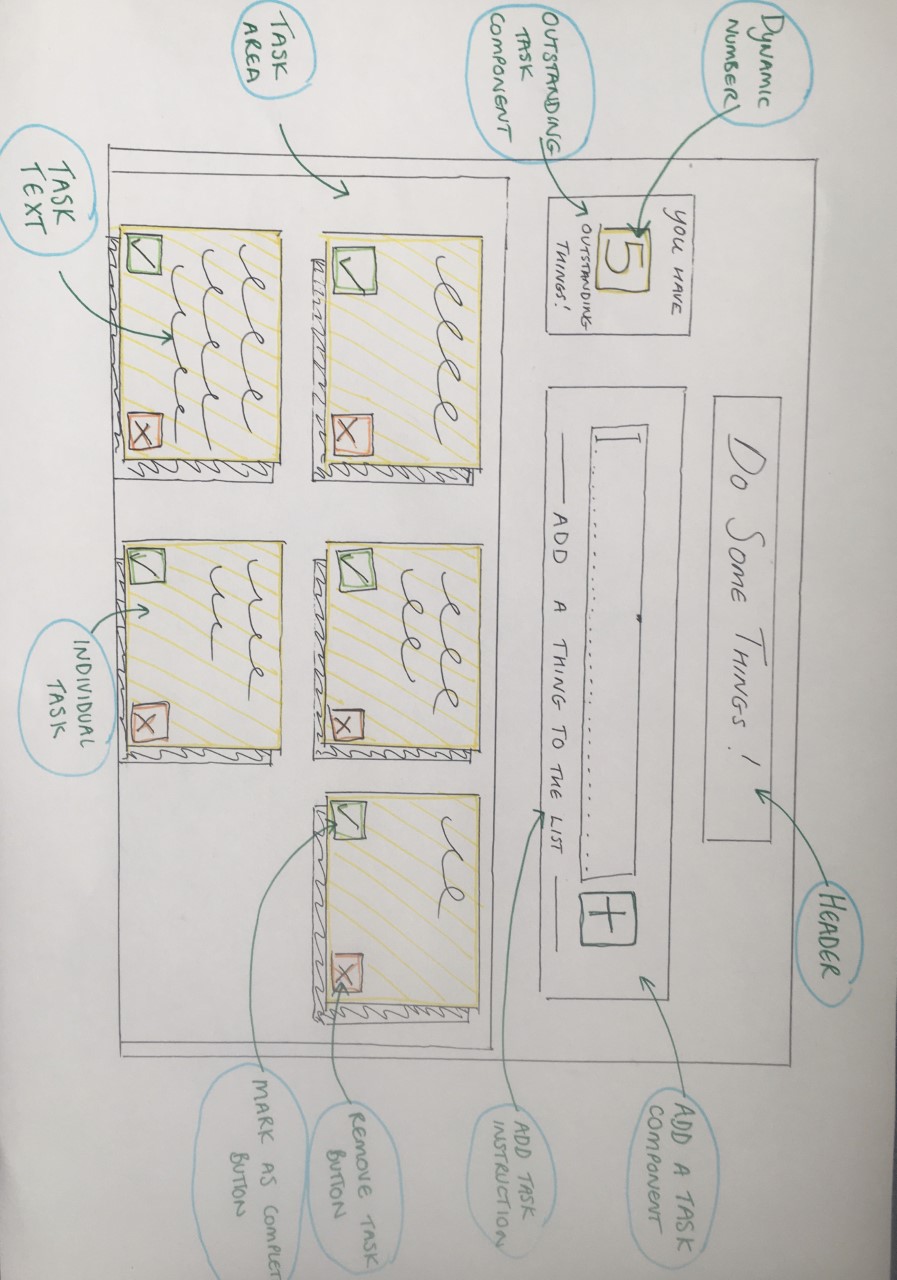 DYNAMIC
NUMBER
OUTSTANDING
TASK
COMPONENT
TASK
AREA
TASK
TEXT
Do Some Things!
YOU HAVE
5
OUTSTANDING
THINGS!
ADD A THING TO THE LIST
HEADER
ADD A TASK
COMPONENT
ADD TASK
INSTRUCTION
REMOVE TASK
BUTTON
MARK AS COMPLET
BUTTON
INDIVIDUAL
TASK